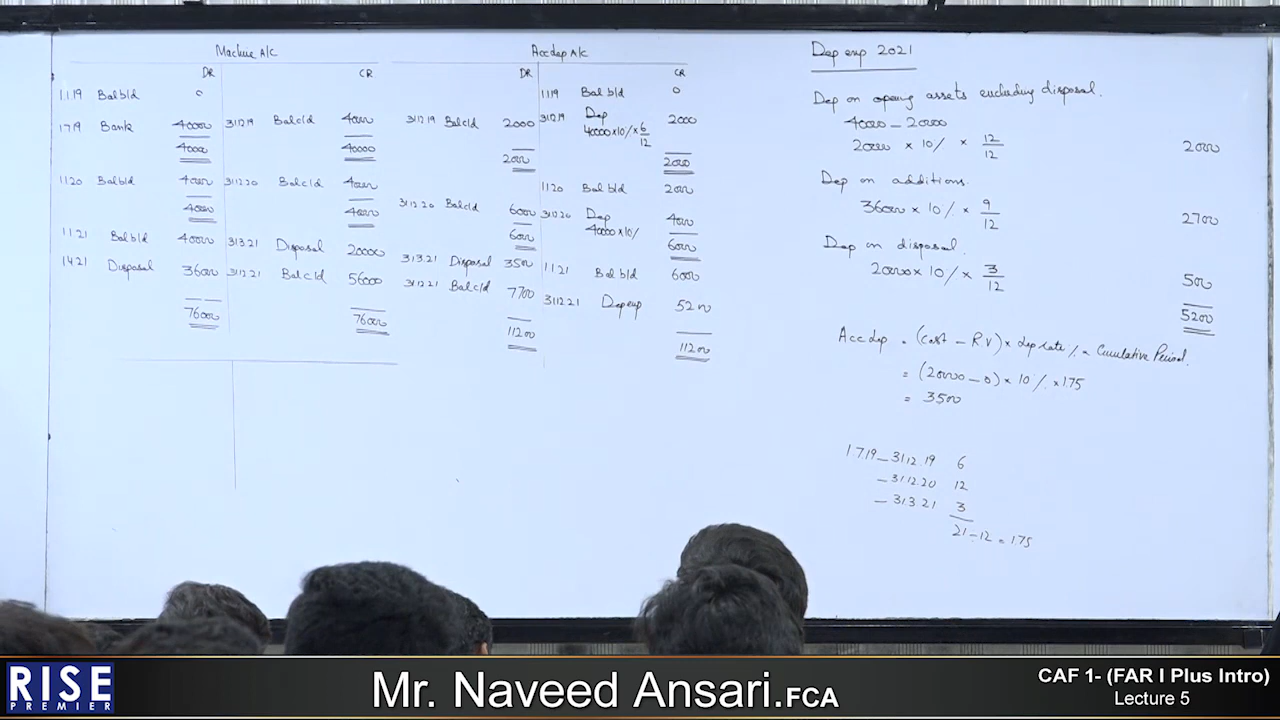 Machine A/C
DR CR
1.1.19 Bal b/d 0
1.7.19 Bank 40000 31.12.19 Bal c/d 40000
40000 40000
1.1.20 Bal b/d 40000 31.12.20 Bal c/d 40000
40000 40000
1.1.21 Bal b/d 40000 31.3.21 Disposal 20000
1.4.21 Disposal 36000 31.12.21 Bal c/d 56000
76000 76000
Acc dep A/C
DR CR
1.1.19 Bal b/d 0
31.12.19 Bal c/d 2000 31.12.19 Dep 2000
40000 × 10% × 6/12
2000 2000
1.1.20 Bal b/d 2000
31.12.20 Bal c/d 6000 31.12.20 Dep 4000
40000 × 10%
6000 6000
31.3.21 Disposal 3500 1.1.21 Bal b/d 6000
31.12.21 Bal c/d 7700 31.12.21 Dep exp 5200
11200 11200
Dep exp 2021
Dep on opening assets excluding disposal.
40000 - 20000
20000 × 10% × 12/12 2000
Dep on additions.
36000 × 10% × 9/12 2700
Dep on disposal.
20000 × 10% × 3/12 500
5200
Acc dep = (Cost - RV) × dep rate % × Cumulative Period.
= (20000 - 0) × 10% × 1.75
= 3500
1.7.19 - 31.12.19 6
- 31.12.20 12
- 31.3.21 3
21 ÷ 12 = 1.75
RISE
PREMIER
Mr. Naveed Ansari.FCA
CAF 1- (FAR I Plus Intro)
Lecture 5